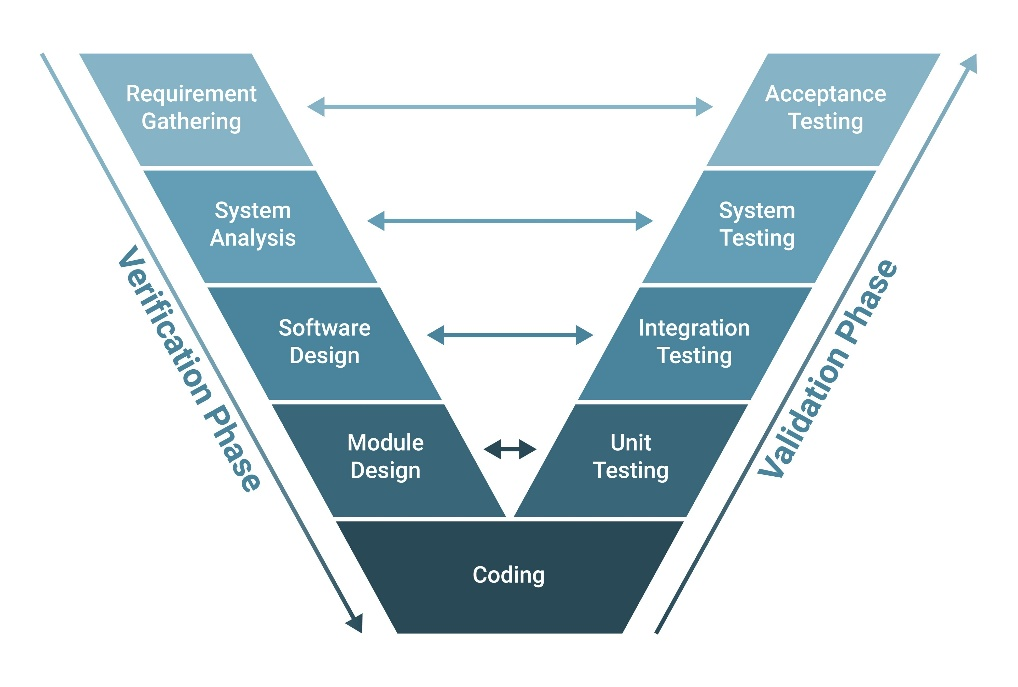 Requirement
Gathering
Acceptance
Testing
System
Analysis
System
Testing
Software
Design
Integration
Testing
Module
Design
Unit
Testing
Coding
Verification Phase
Validation Phase